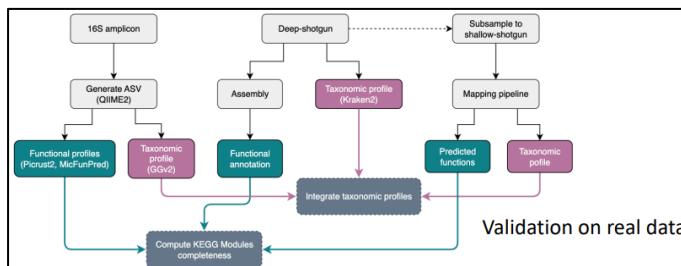 16S amplicon
Deep-shotgun
Subsample to
shallow-shotgun
Generate ASV
(QIIME2)
Assembly
Taxonomic profile
(Kraken2)
Mapping pipeline
Functional profiles
(Picrust2, MicFunPred)
Taxonomic
profile
(GGv2)
Functional
annotation
Predicted
functions
Taxonomic
pofile
Integrate taxonomic profiles
Validation on real data
Compute KEGG Modules
completeness